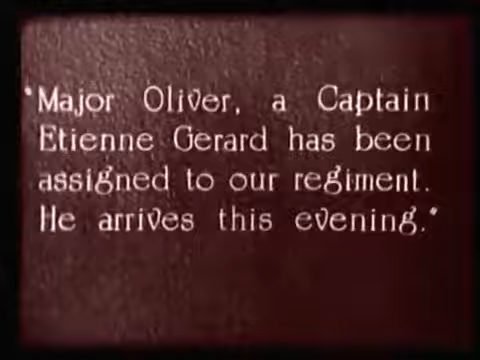 "Major Oliver, a Captain
Etienne Gerard has been
assigned to our regiment.
He arrives this evening."